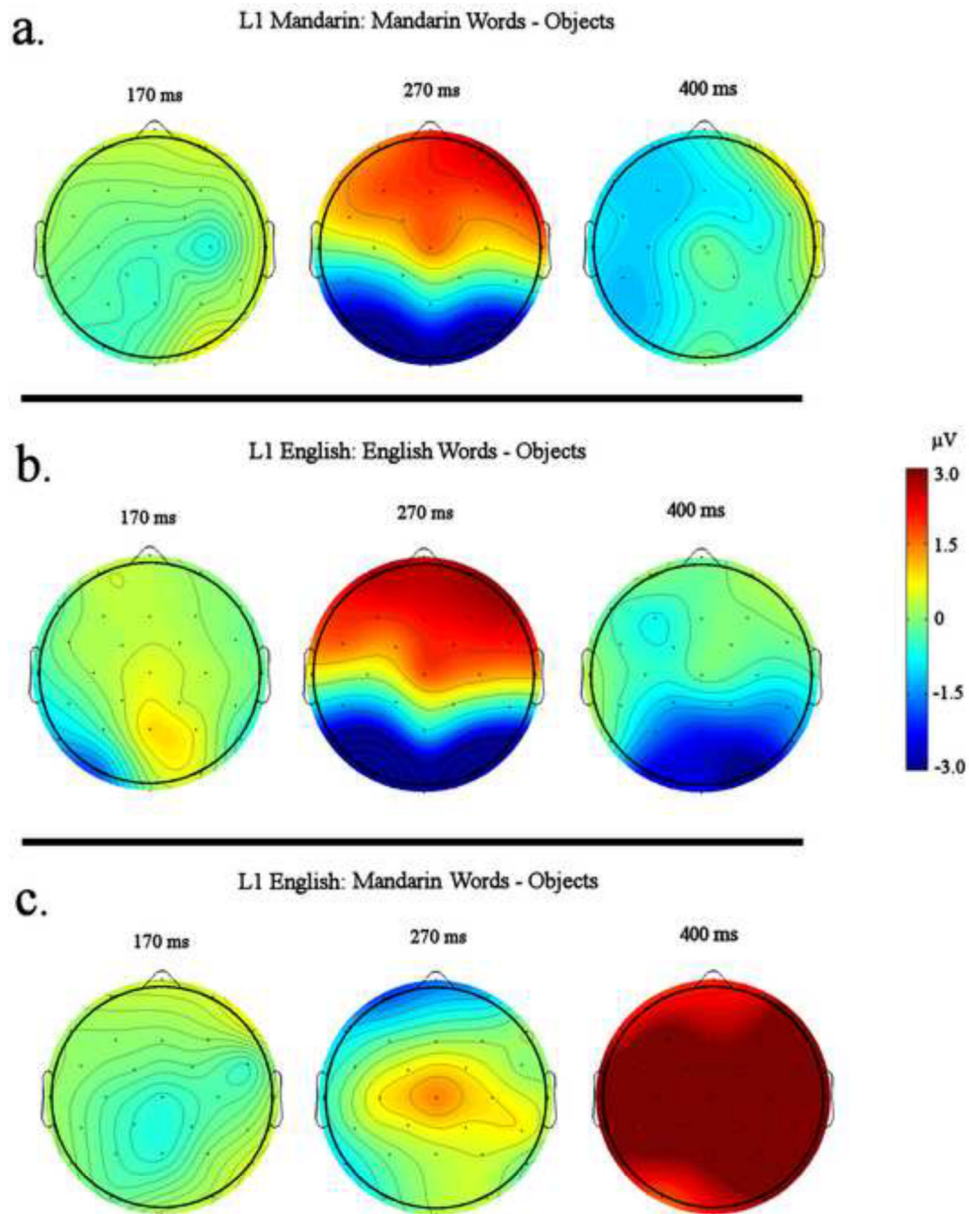 a.
L1 Mandarin: Mandarin Words - Objects
170 ms
270 ms
400 ms
b.
L1 English: English Words - Objects
170 ms
270 ms
400 ms
µV
3.0
1.5
0
-1.5
-3.0
c.
L1 English: Mandarin Words - Objects
170 ms
270 ms
400 ms